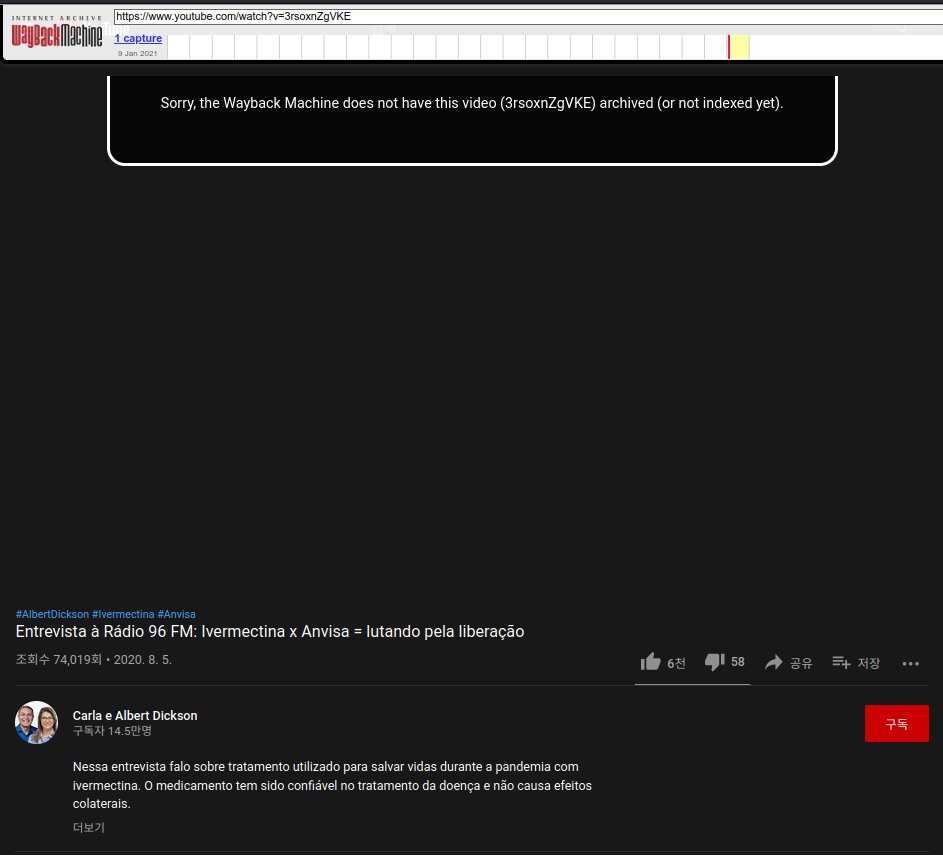 INTERNET ARCHIVE
WayBackMachine
https://www.youtube.com/watch?v=3rsoxnZgVKE
1 capture
9 Jan 2021
Sorry, the Wayback Machine does not have this video (3rsoxnZgVKE) archived (or not indexed yet).
#AlbertDickson #Ivermectina #Anvisa
Entrevista à Rádio 96 FM: Ivermectina x Anvisa = lutando pela liberação
조회수 74,019회 • 2020. 8. 5.
6천 58 공유 저장
Carla e Albert Dickson
구독자 14.5만명
구독
Nessa entrevista falo sobre tratamento utilizado para salvar vidas durante a pandemia com
ivermectina. O medicamento tem sido confiável no tratamento da doença e não causa efeitos
colaterais.
더보기